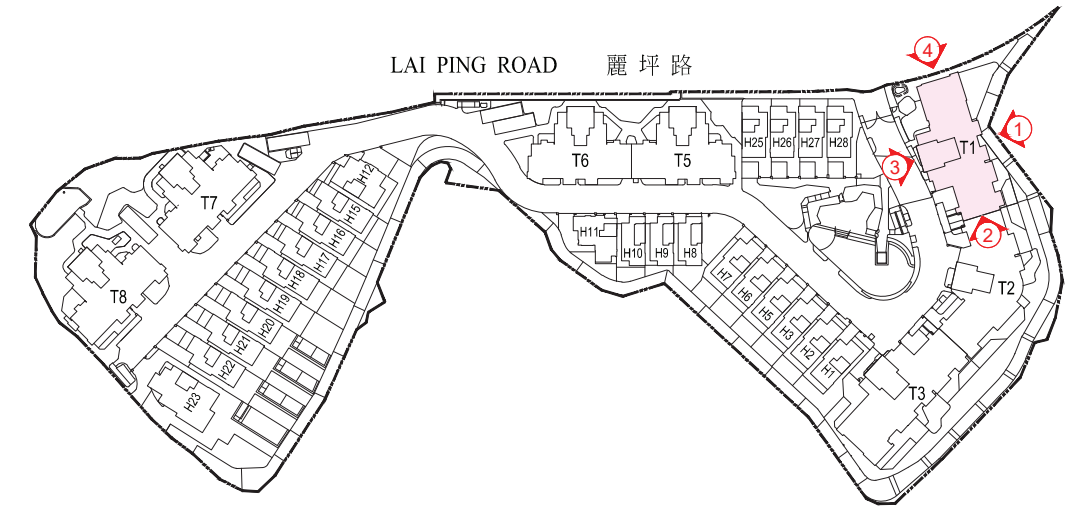 LAI PING ROAD 麗坪路
4
1
T1
3
2
H25
H26
H27
H28
T6
T5
H12
H15
H16
H17
H18
H19
H20
H21
H22
H23
T7
T8
H11
H10
H9
H8
H7
H6
H5
H3
H2
H1
T2
T3